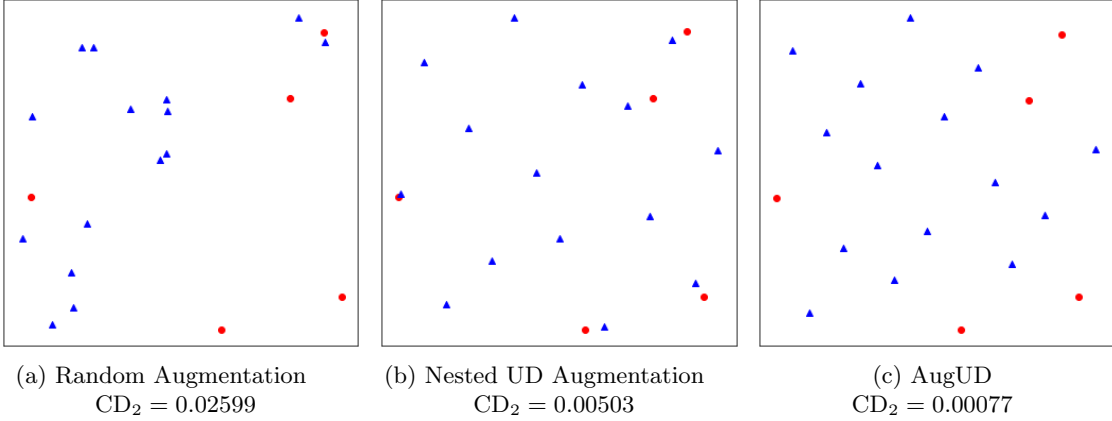 (a) Random Augmentation
CD₂ = 0.02599
(b) Nested UD Augmentation
CD₂ = 0.00503
(c) AugUD
CD₂ = 0.00077